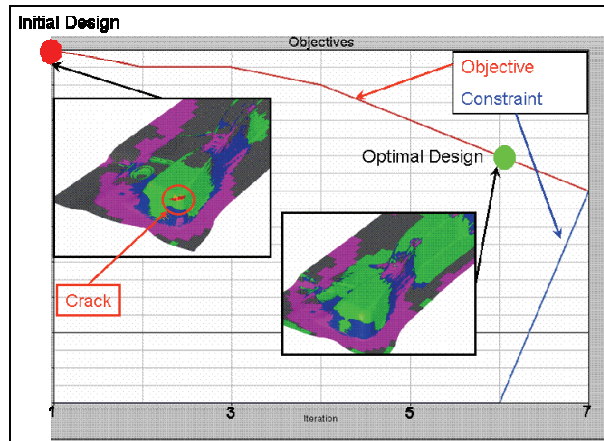 Initial Design
Objectives
Objective
Constraint
Optimal Design
Crack
1 3 5 7
Iteration